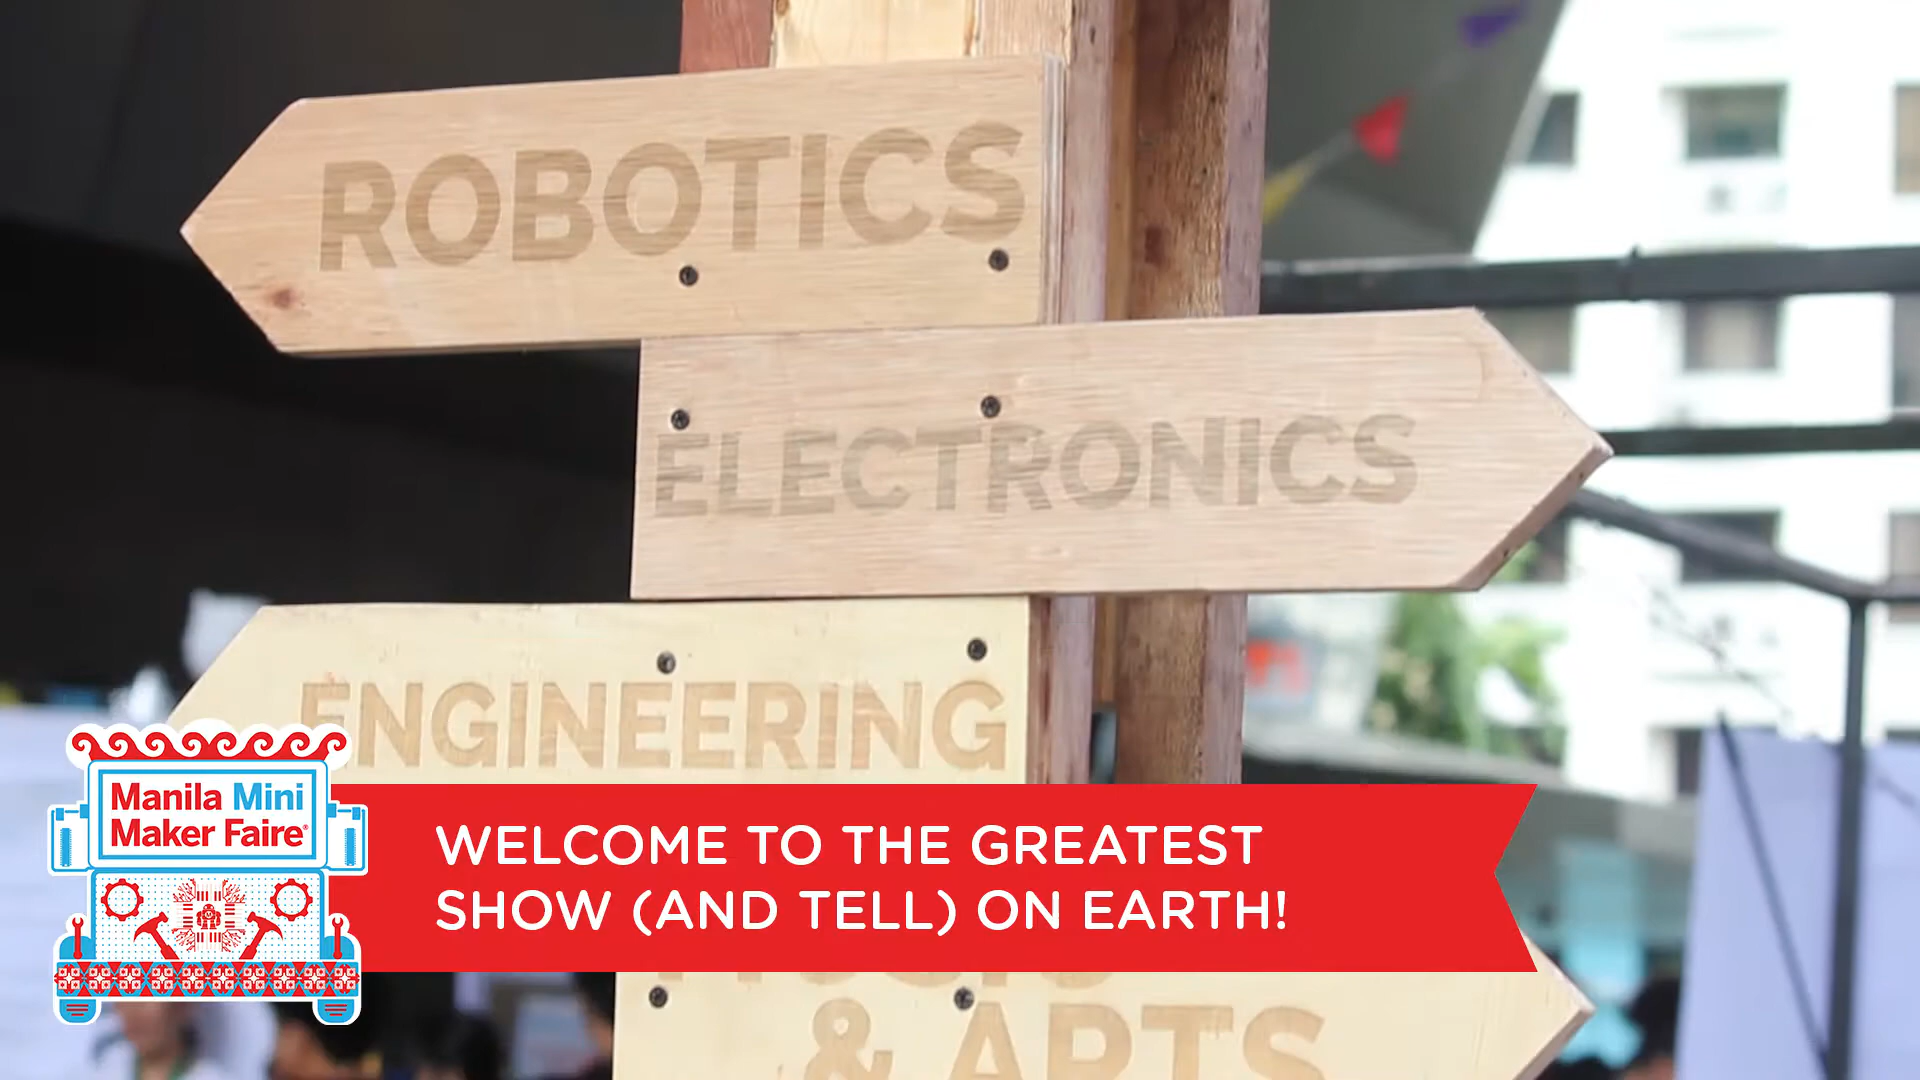 ROBOTICS
ELECTRONICS
ENGINEERING
Manila Mini
Maker Faire®
WELCOME TO THE GREATEST
SHOW (AND TELL) ON EARTH!
& ARTS